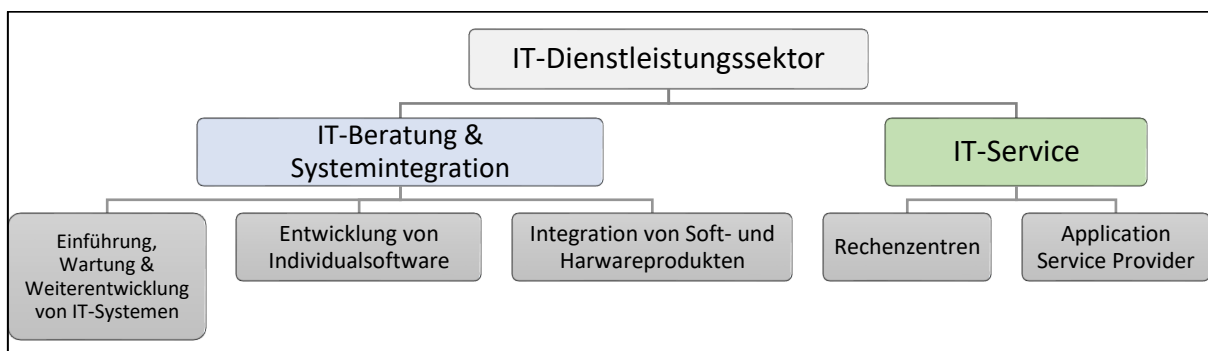 IT-Dienstleistungssektor
IT-Beratung &
Systemintegration
IT-Service
Einführung,
Wartung &
Weiterentwicklung
von IT-Systemen
Entwicklung von
Individualsoftware
Integration von Soft- und
Harwareprodukten
Rechenzentren
Application
Service Provider